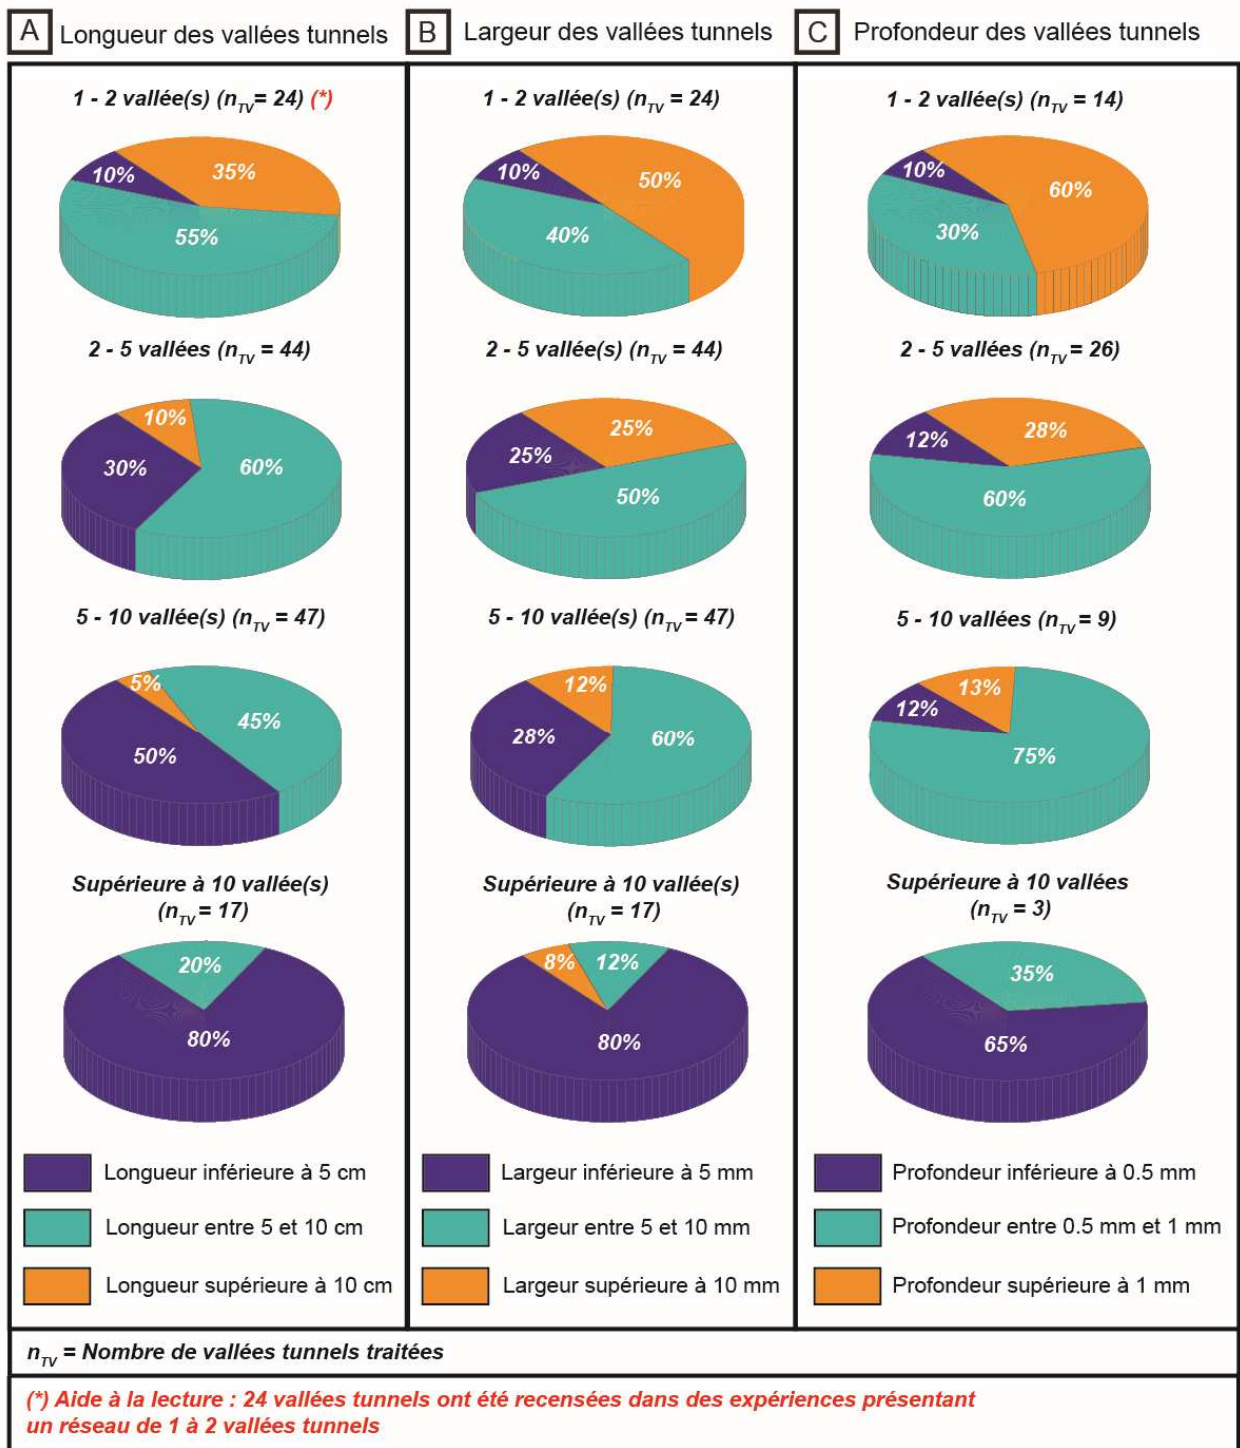 A Longueur des vallées tunnels
1 - 2 vallée(s) (nTV= 24) (*)
10%
35%
55%
2 - 5 vallées (nTV = 44)
10%
30%
60%
5 - 10 vallée(s) (nTV = 47)
5%
45%
50%
Supérieure à 10 vallée(s)
(nTV = 17)
20%
80%
Longueur inférieure à 5 cm
Longueur entre 5 et 10 cm
Longueur supérieure à 10 cm
B Largeur des vallées tunnels
1 - 2 vallée(s) (nTV = 24)
10%
50%
40%
2 - 5 vallée(s) (nTV = 44)
25%
25%
50%
5 - 10 vallée(s) (nTV = 47)
12%
28%
60%
Supérieure à 10 vallée(s)
(nTV = 17)
8%
12%
80%
Largeur inférieure à 5 mm
Largeur entre 5 et 10 mm
Largeur supérieure à 10 mm
C Profondeur des vallées tunnels
1 - 2 vallée(s) (nTV = 14)
10%
60%
30%
2 - 5 vallées (nTV = 26)
12%
28%
60%
5 - 10 vallées (nTV = 9)
13%
12%
75%
Supérieure à 10 vallées
(nTV = 3)
35%
65%
Profondeur inférieure à 0.5 mm
Profondeur entre 0.5 mm et 1 mm
Profondeur supérieure à 1 mm
nTV = Nombre de vallées tunnels traitées
(*) Aide à la lecture : 24 vallées tunnels ont été recensées dans des expériences présentant
un réseau de 1 à 2 vallées tunnels